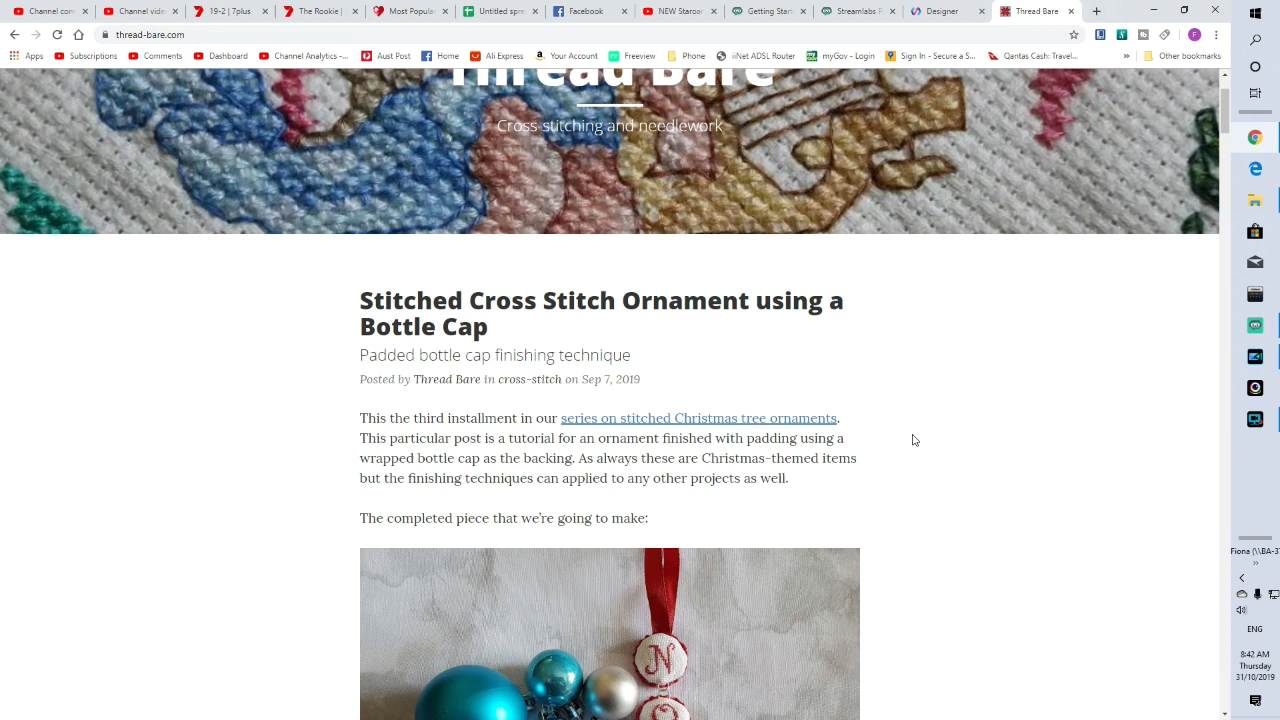 Channel com
Channel vide
19-2 | 7plus
The Rookie |
Most Popula
Untitled spre
Facebook
NEW Staroa
Getting Start
Streamlabs P
Designer
Thread Bare
thread-bare.com
Apps
Subscriptions
Comments
Dashboard
Channel Analytics -...
Aust Post
Home
Ali Express
Your Account
Freeview
Phone
iiNet ADSL Router
myGov - Login
Sign In - Secure a S...
Qantas Cash: Travel...
Other bookmarks
Thread Bare
Cross-stitching and needlework
Stitched Cross Stitch Ornament using a
Bottle Cap
Padded bottle cap finishing technique
Posted by Thread Bare in cross-stitch on Sep 7, 2019
This the third installment in our series on stitched Christmas tree ornaments.
This particular post is a tutorial for an ornament finished with padding using a
wrapped bottle cap as the backing. As always these are Christmas-themed items
but the finishing techniques can applied to any other projects as well.
The completed piece that we're going to make:
N
O
Fiona (\\BA-3
ENG
8:42 AM
Thursday
31/10/2019